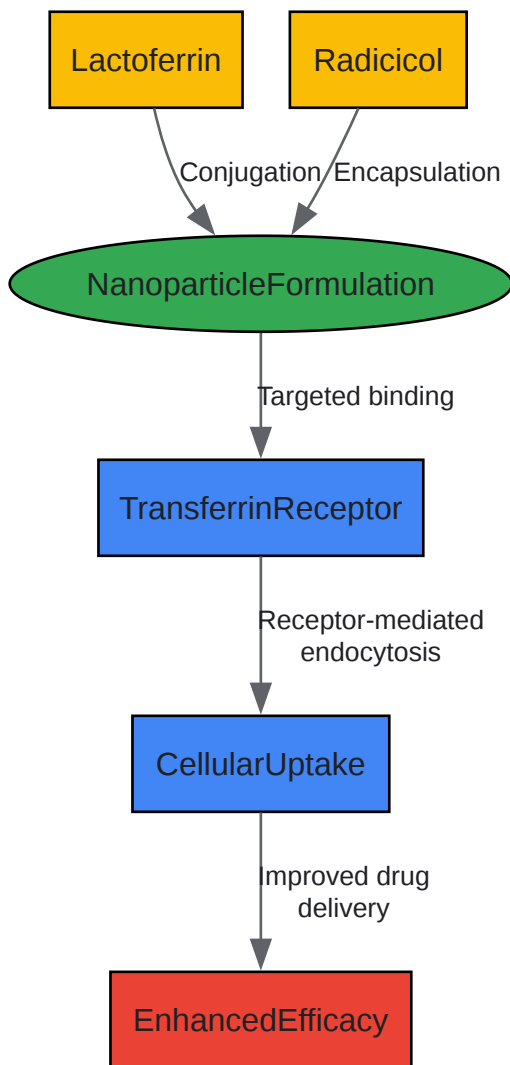 Lactoferrin
Radicicol
Conjugation
Encapsulation
NanoparticleFormulation
Targeted binding
TransferrinReceptor
Receptor-mediated
endocytosis
CellularUptake
Improved drug
delivery
EnhancedEfficacy